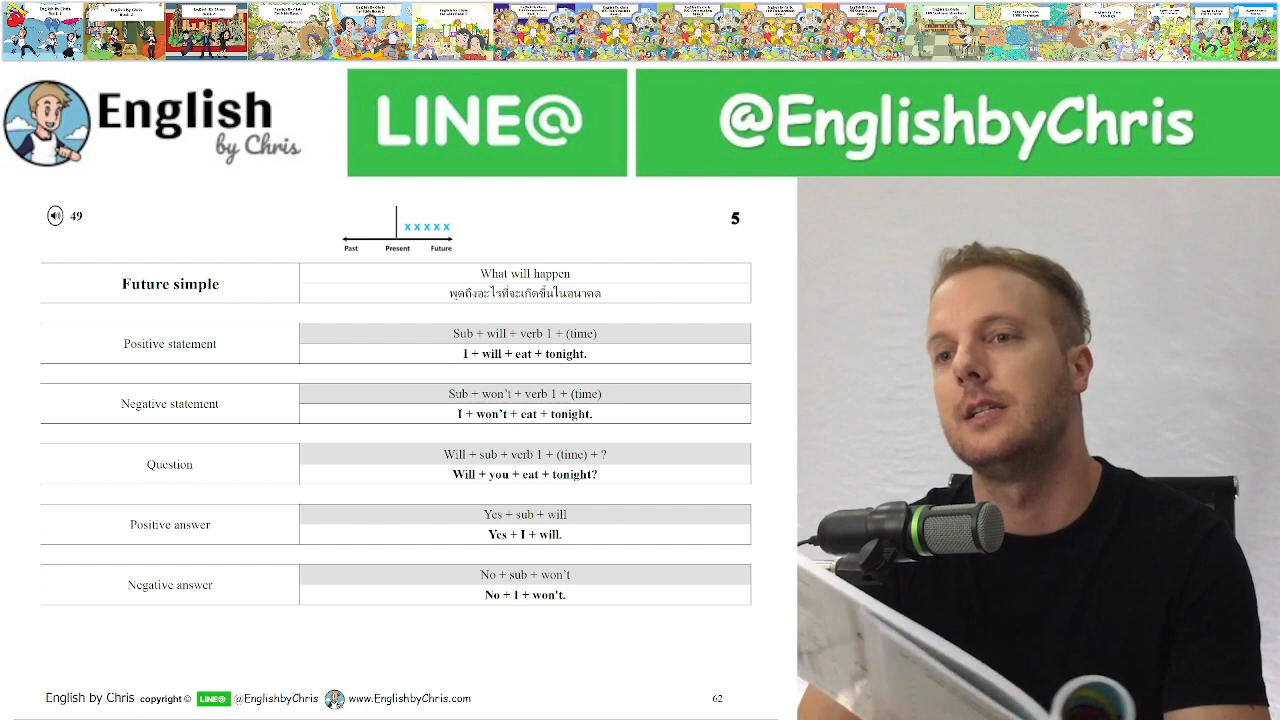 English
by Chris
LINE@
@EnglishbyChris
49
x x x x x
5
Past Present Future
Future simple
What will happen
พูดถึงอะไรที่จะเกิดขึ้นในอนาคต
Positive statement
Sub + will + verb 1 + (time)
I + will + eat + tonight.
Negative statement
Sub + won't + verb 1 + (time)
I + won't + eat + tonight.
Question
Will + sub + verb 1 + (time) + ?
Will + you + eat + tonight?
Positive answer
Yes + sub + will
Yes + I + will.
Negative answer
No + sub + won't
No + I + won't.
English by Chris copyright © LINE@ @EnglishbyChris www.EnglishbyChris.com
62